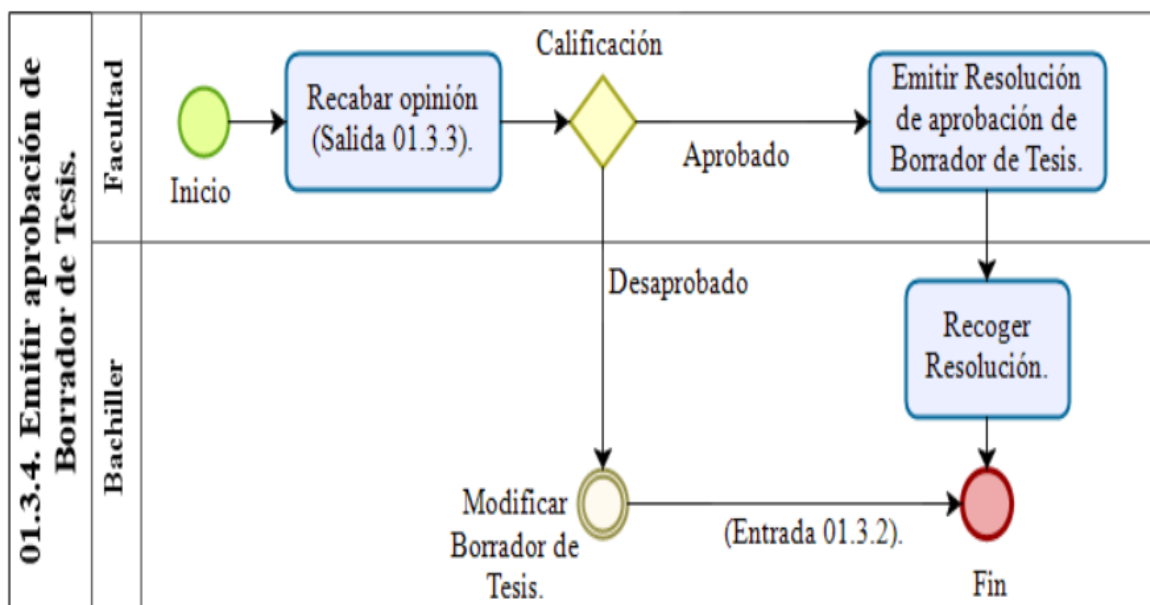 01.3.4. Emitir aprobación de
Borrador de Tesis.
Facultad
Inicio
Recabar opinión
(Salida 01.3.3).
Calificación
Aprobado
Emitir Resolución
de aprobación de
Borrador de Tesis.
Bachiller
Desaprobado
Recoger
Resolución.
Modificar
Borrador de
Tesis.
(Entrada 01.3.2).
Fin